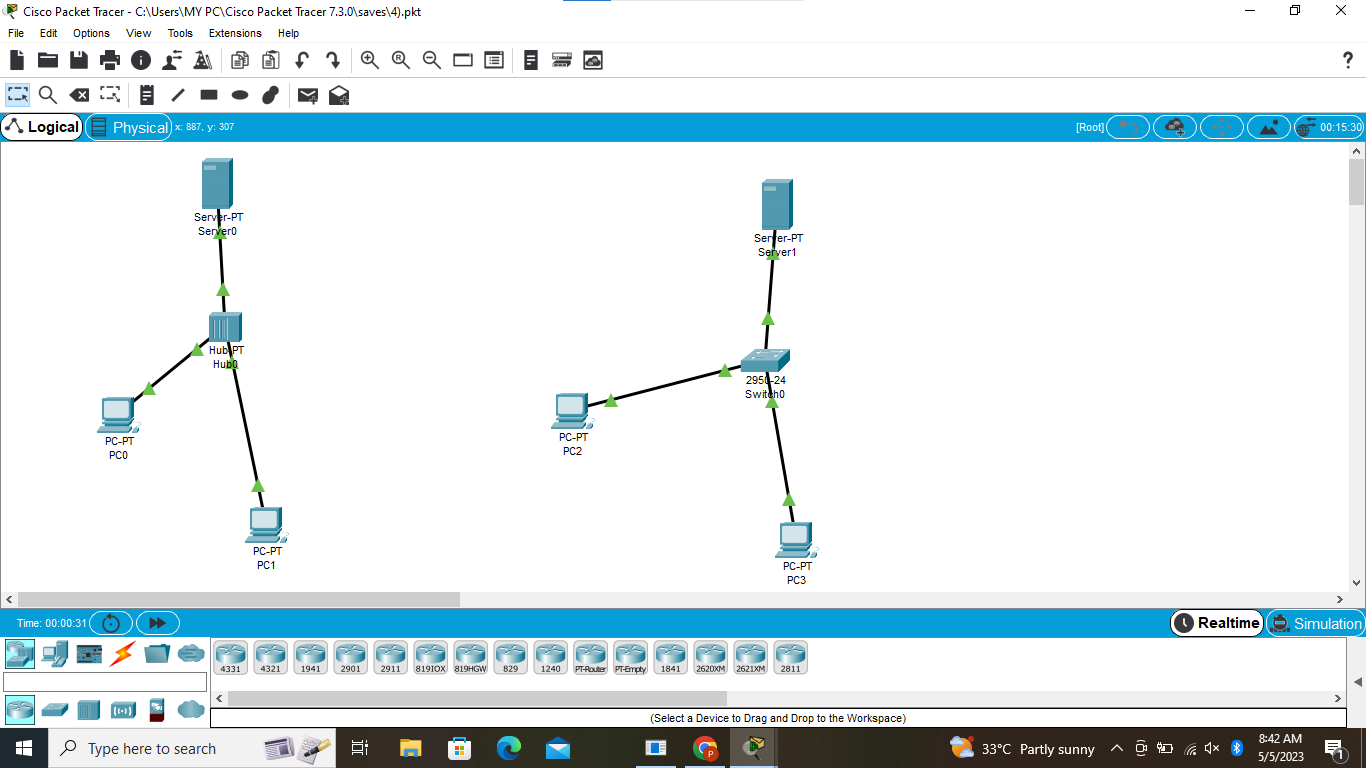 Cisco Packet Tracer - C:\Users\MY PC\Cisco Packet Tracer 7.3.0\saves\4).pkt
File Edit Options View Tools Extensions Help
Logical Physical x: 887, y: 307 [Root] 00:15:30
Server-PT
Server0
Server-PT
Server1
Hub-PT
Hub0
2950-24
Switch0
PC-PT
PC0
PC-PT
PC2
PC-PT
PC1
PC-PT
PC3
Time: 00:00:31 Realtime Simulation
4331 4321 1941 2901 2911 819IOX 819HGW 829 1240 PT-Router PT-Empty 1841 2620XM 2621XM 2811
(Select a Device to Drag and Drop to the Workspace)
Type here to search 33°C Partly sunny 8:42 AM
5/5/2023 1